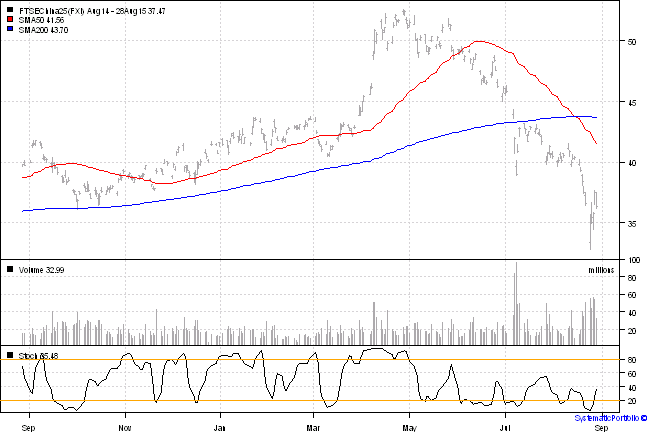 FTSEChina25(FXI) Aug14 - 28Aug15 37.47
SMA50 41.56
SMA200 43.70
50
45
40
35
Volume 32.99
millions
100
80
60
40
20
Stoch 35.48
80
60
40
20
Sep
Nov
Jan
Mar
May
Jul
Sep
SystematicPortfolio ©